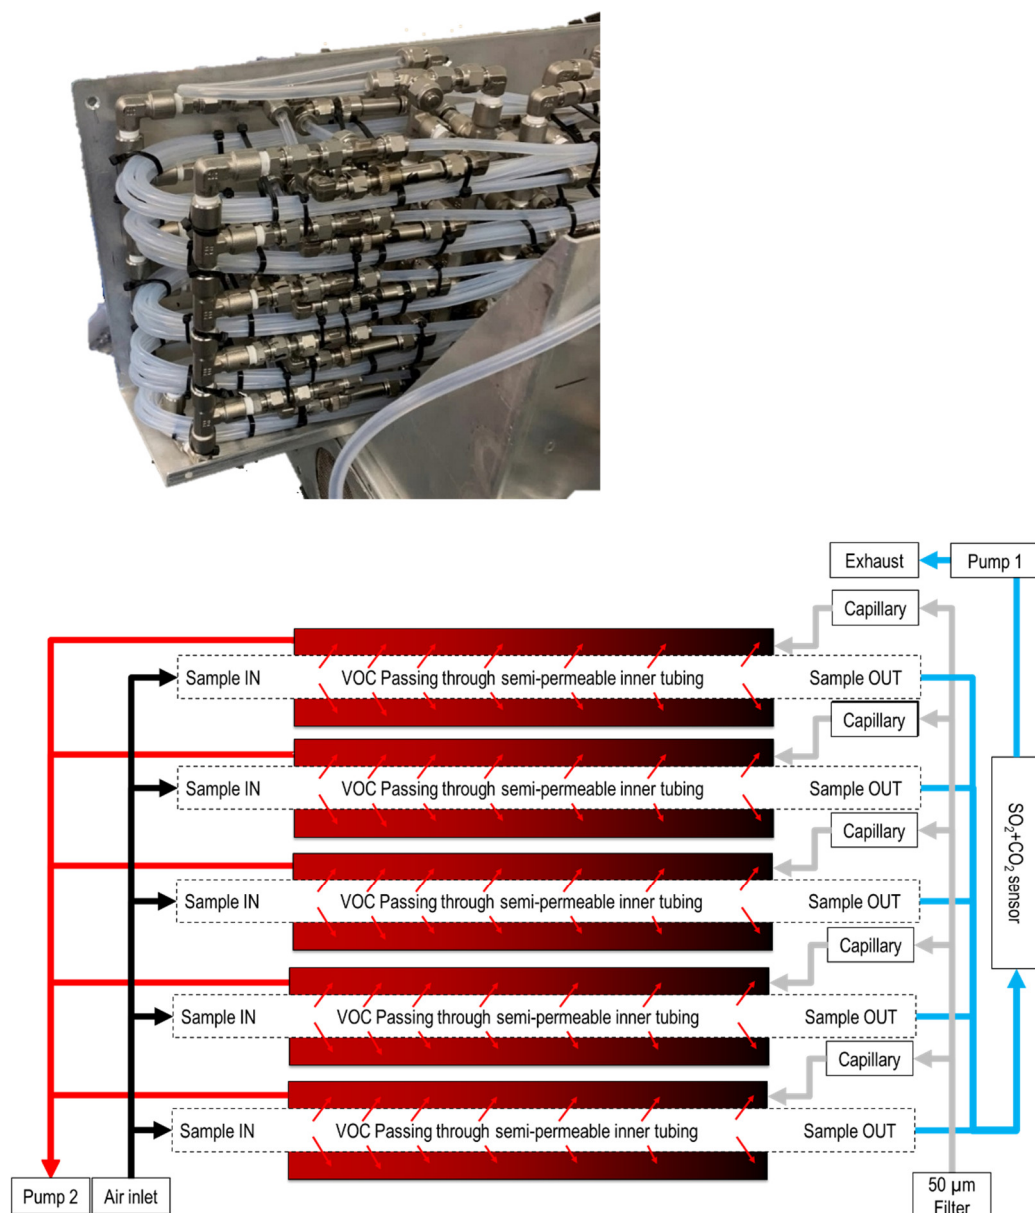 Exhaust
Pump 1
Capillary
Sample IN
VOC Passing through semi-permeable inner tubing
Sample OUT
Capillary
Sample IN
VOC Passing through semi-permeable inner tubing
Sample OUT
Capillary
Sample IN
VOC Passing through semi-permeable inner tubing
Sample OUT
Capillary
Sample IN
VOC Passing through semi-permeable inner tubing
Sample OUT
Capillary
Sample IN
VOC Passing through semi-permeable inner tubing
Sample OUT
SO₂+CO₂ sensor
Pump 2
Air inlet
50 µm
Filter